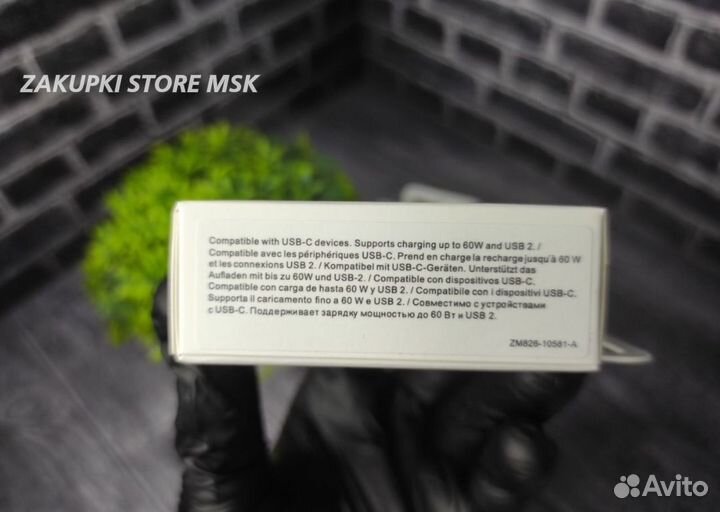 ZAKUPKI STORE MSK
Compatible with USB-C devices. Supports charging up to 60W and USB 2. /
Compatible avec les périphériques USB-C. Prend en charge la recharge jusqu'à 60 W
et les connexions USB 2. / Kompatibel mit USB-C-Geräten. Unterstützt das
Aufladen mit bis zu 60W und USB-2. / Compatible con dispositivos USB-C.
Compatible con carga de hasta 60 W y USB 2. / Compatibile con i dispositivi USB-C.
Supporta il caricamento fino a 60 W e USB 2. / Совместимо с устройствами
с USB-C. Поддерживает зарядку мощностью до 60 Вт и USB 2.
ZM826-10581-A
Avito